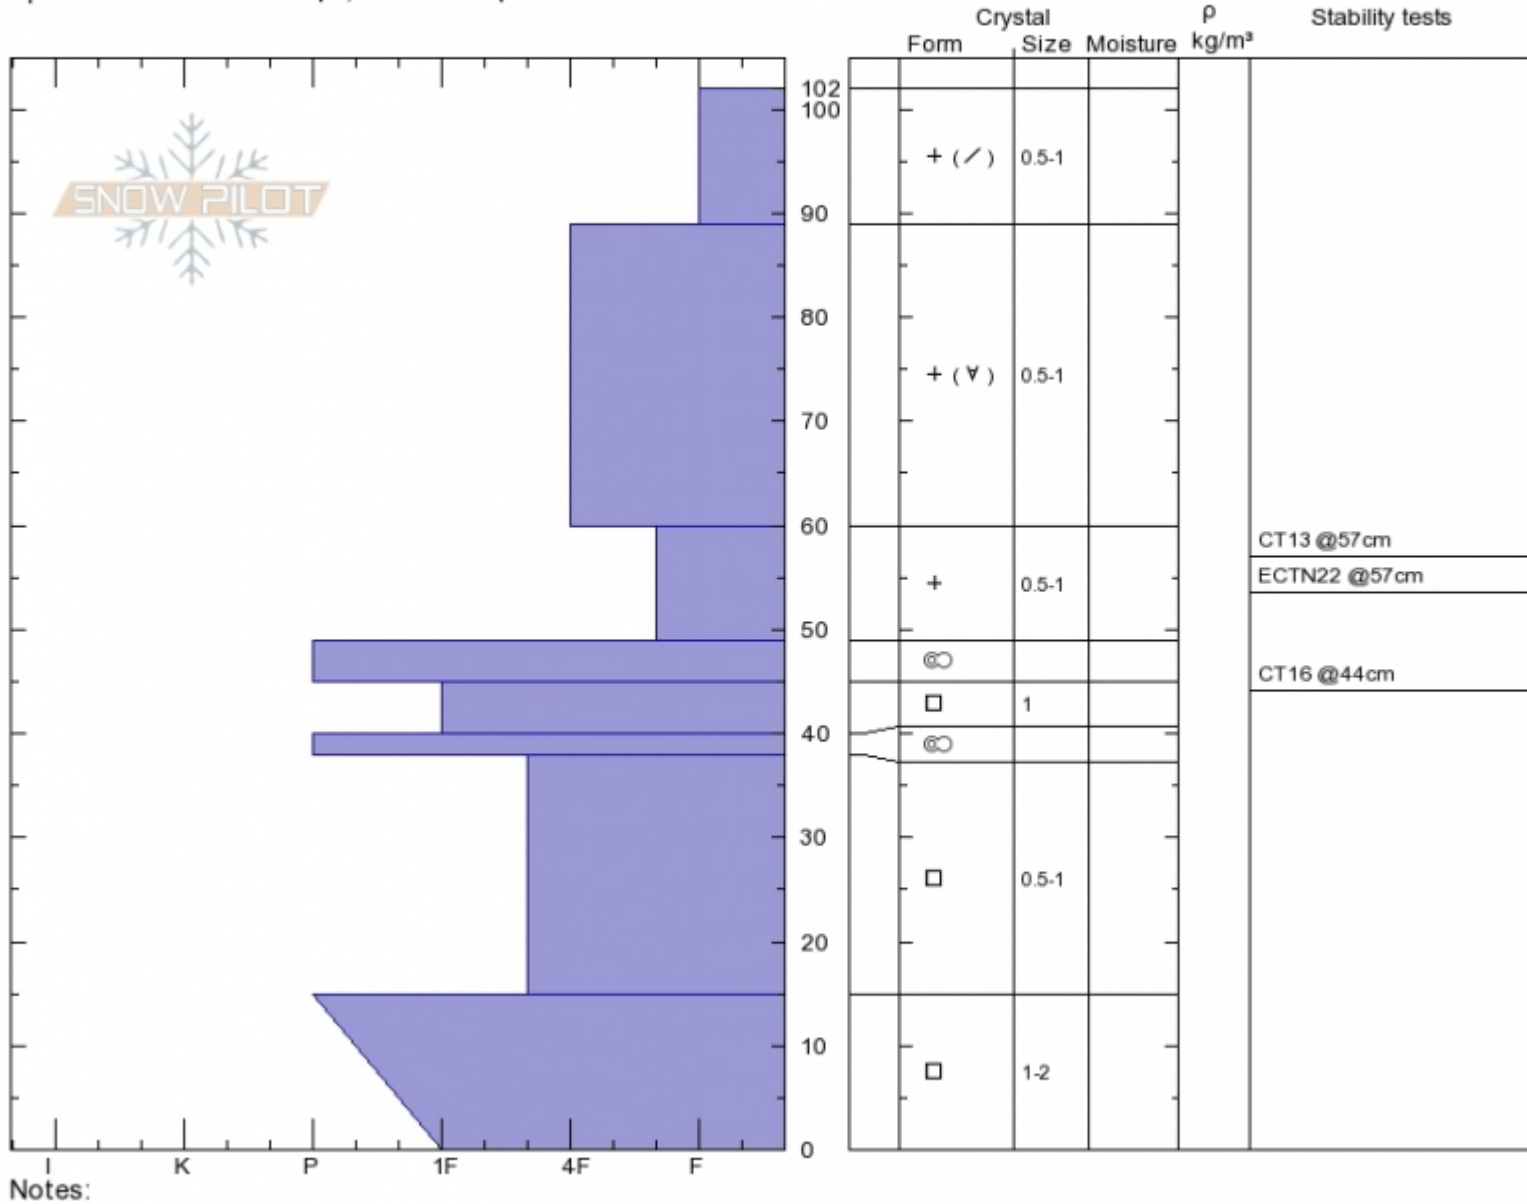 Crystal
ρ
Stability tests
Form Size Moisture kg/m³
SNOW PILOT
102
100
+ (/) 0.5-1
90
80
+ (∀) 0.5-1
70
60
CT13 @57cm
ECTN22 @57cm
+ 0.5-1
50
CT16 @44cm
1
40
30
0.5-1
20
10
1-2
0
I K P 1F 4F F
Notes: